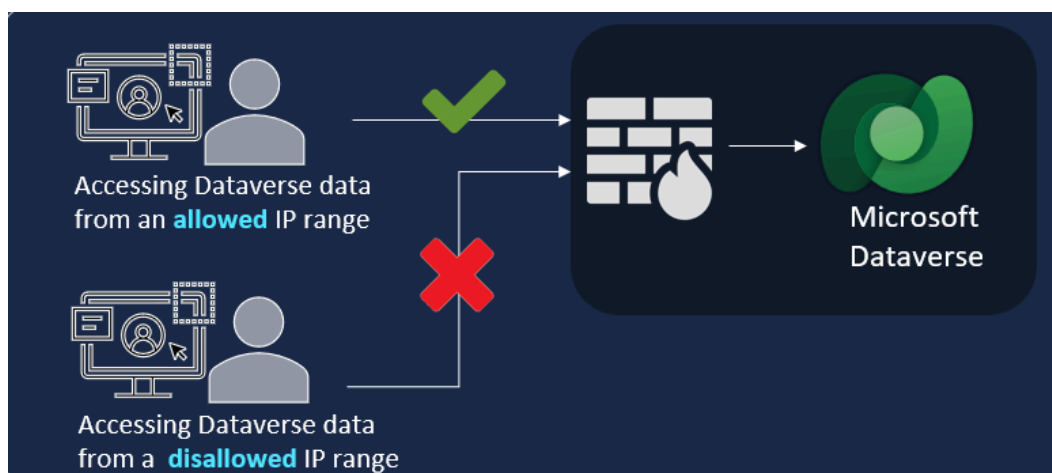 Accessing Dataverse data
from an allowed IP range
Microsoft
Dataverse
Accessing Dataverse data
from a disallowed IP range